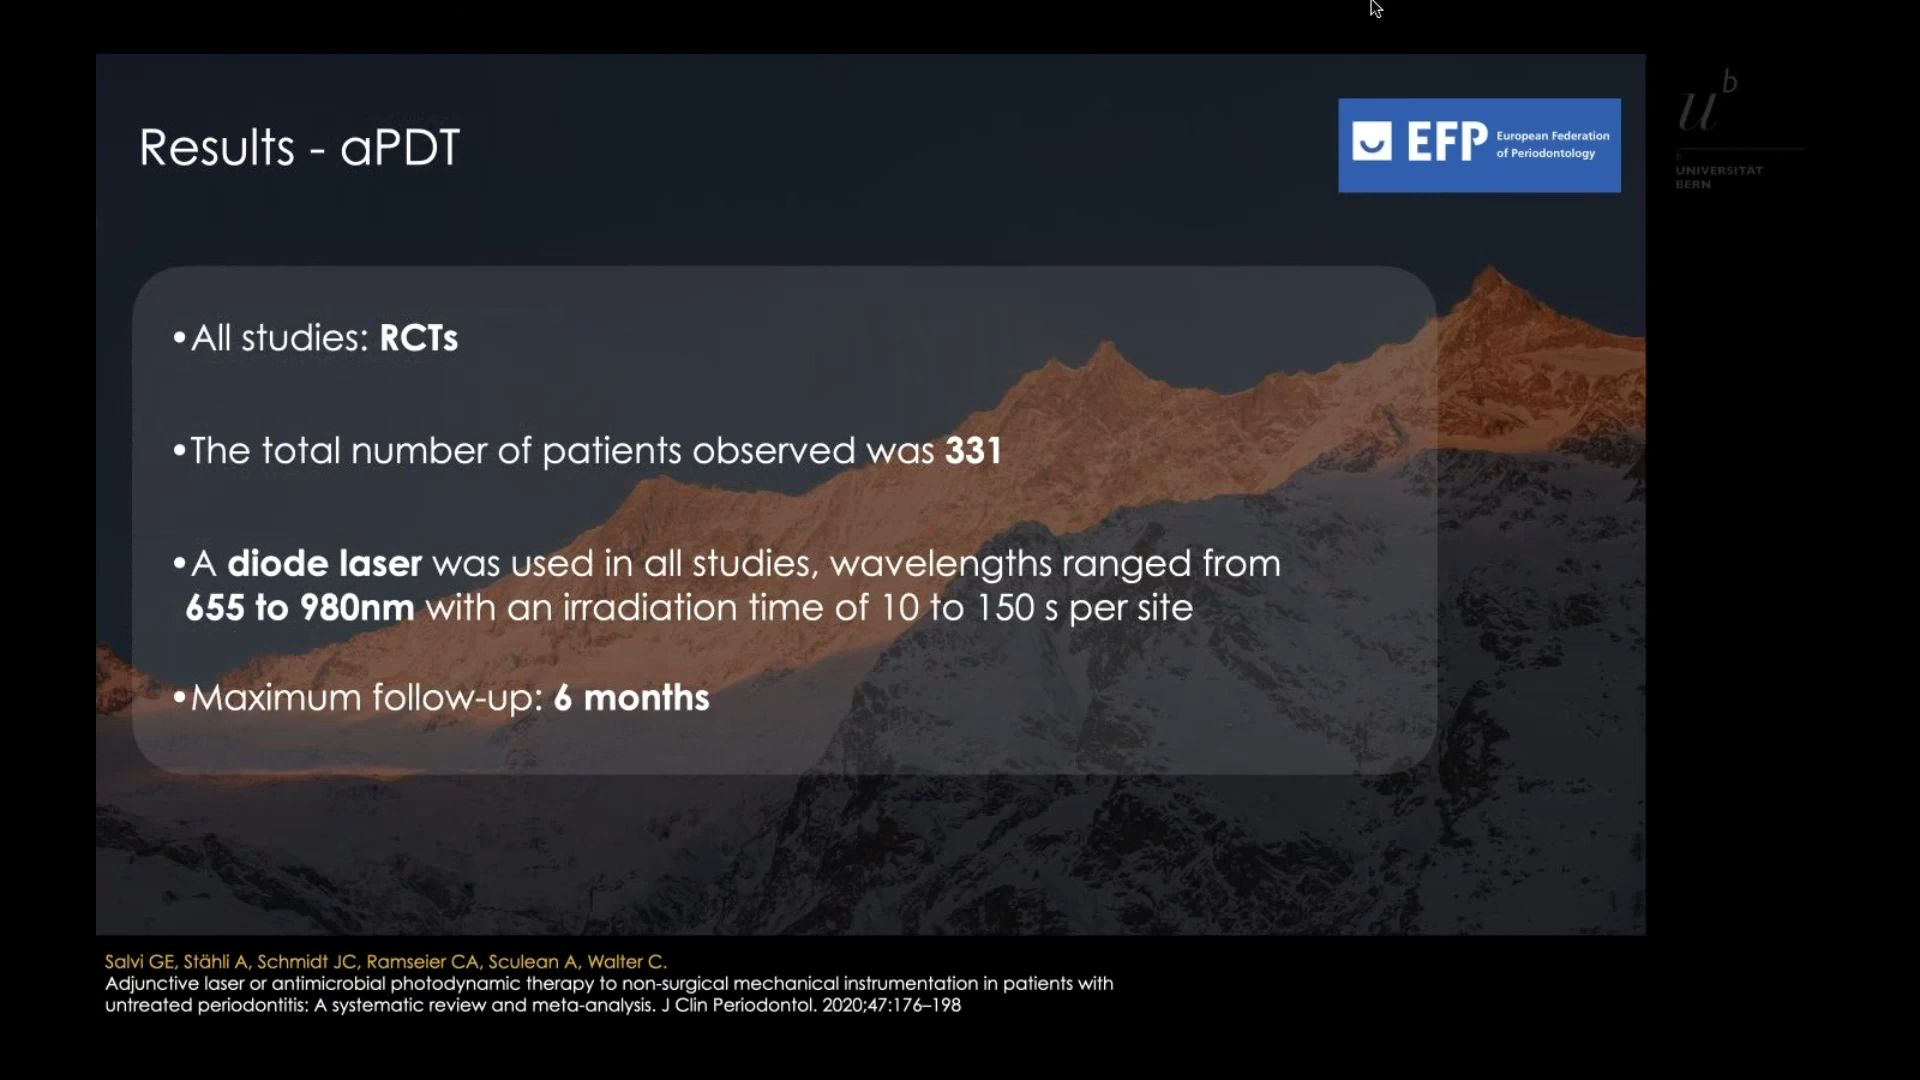 Results - aPDT
EFP European Federation
of Periodontology
u b
b
UNIVERSITÄT
BERN
•All studies: RCTs
•The total number of patients observed was 331
•A diode laser was used in all studies, wavelengths ranged from
655 to 980nm with an irradiation time of 10 to 150 s per site
•Maximum follow-up: 6 months
Salvi GE, Stähli A, Schmidt JC, Ramseier CA, Sculean A, Walter C.
Adjunctive laser or antimicrobial photodynamic therapy to non-surgical mechanical instrumentation in patients with
untreated periodontitis: A systematic review and meta-analysis. J Clin Periodontol. 2020;47:176–198